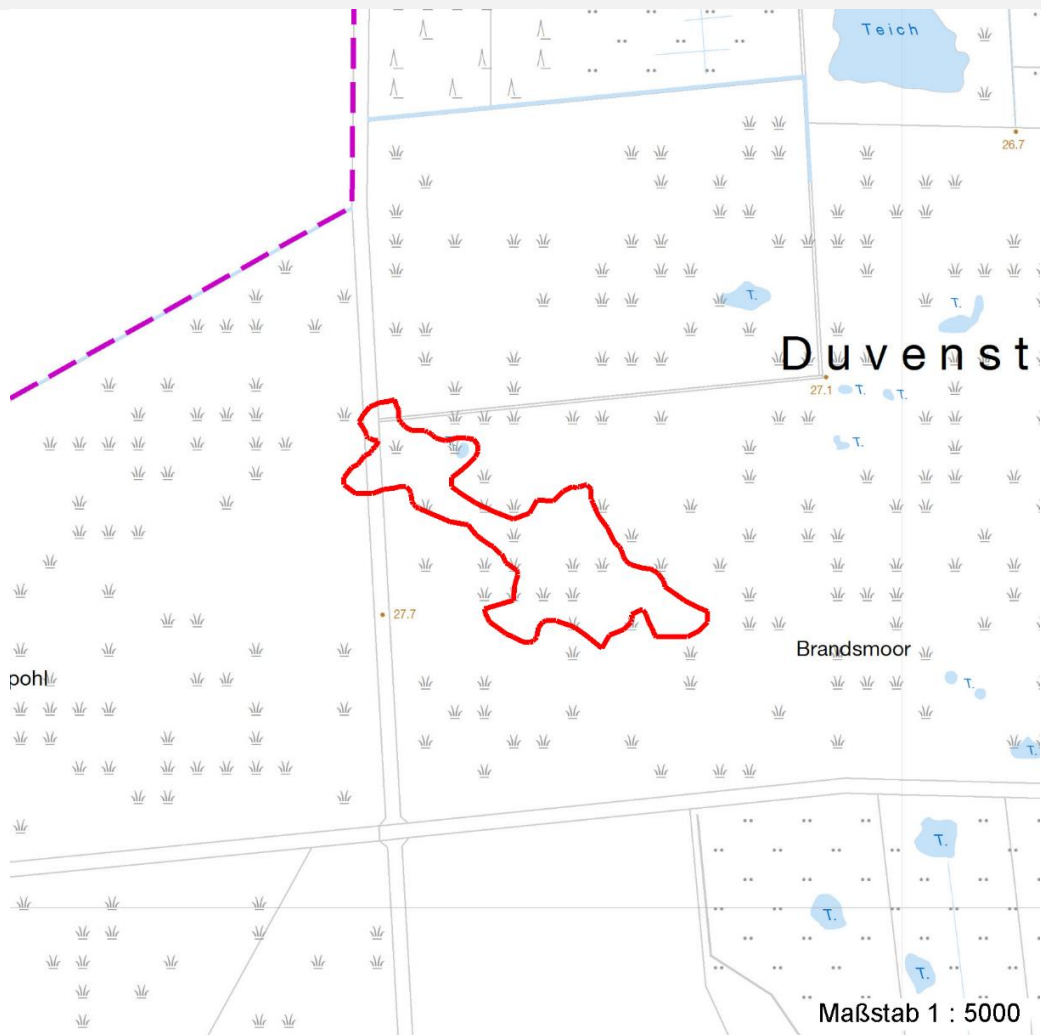 Teich
26.7
T.
T.
Duvenst
27.1
T.
T.
T.
27.7
Brandsmoor
pohl
T.
T.
T.
T.
T.
Maßstab 1 : 5000